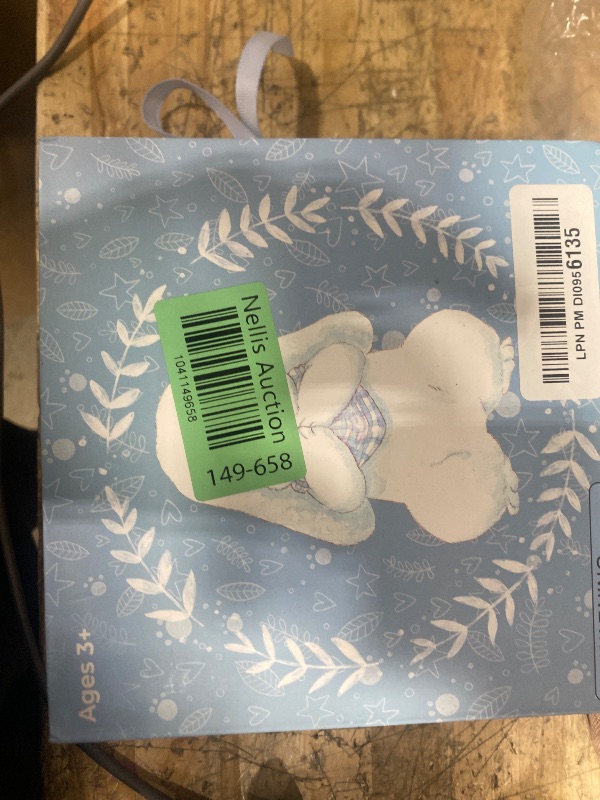 Nellis Auction
1041149658
149-658
LPN PM DI0956135
Ages 3+